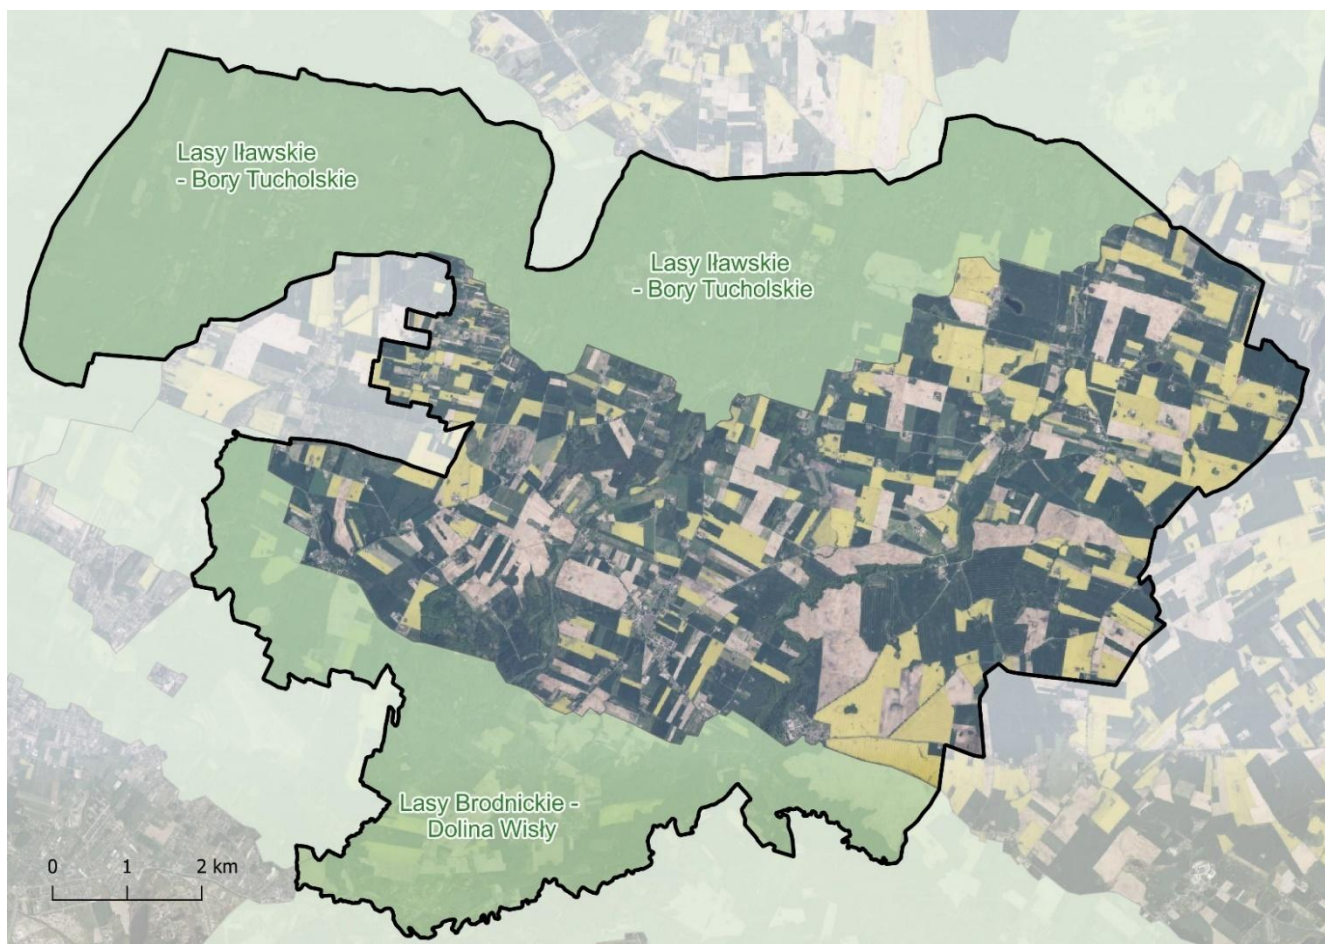 Lasy Iławskie
- Bory Tucholskie
Lasy Iławskie
- Bory Tucholskie
Lasy Brodnickie -
Dolina Wisły
0 1 2 km